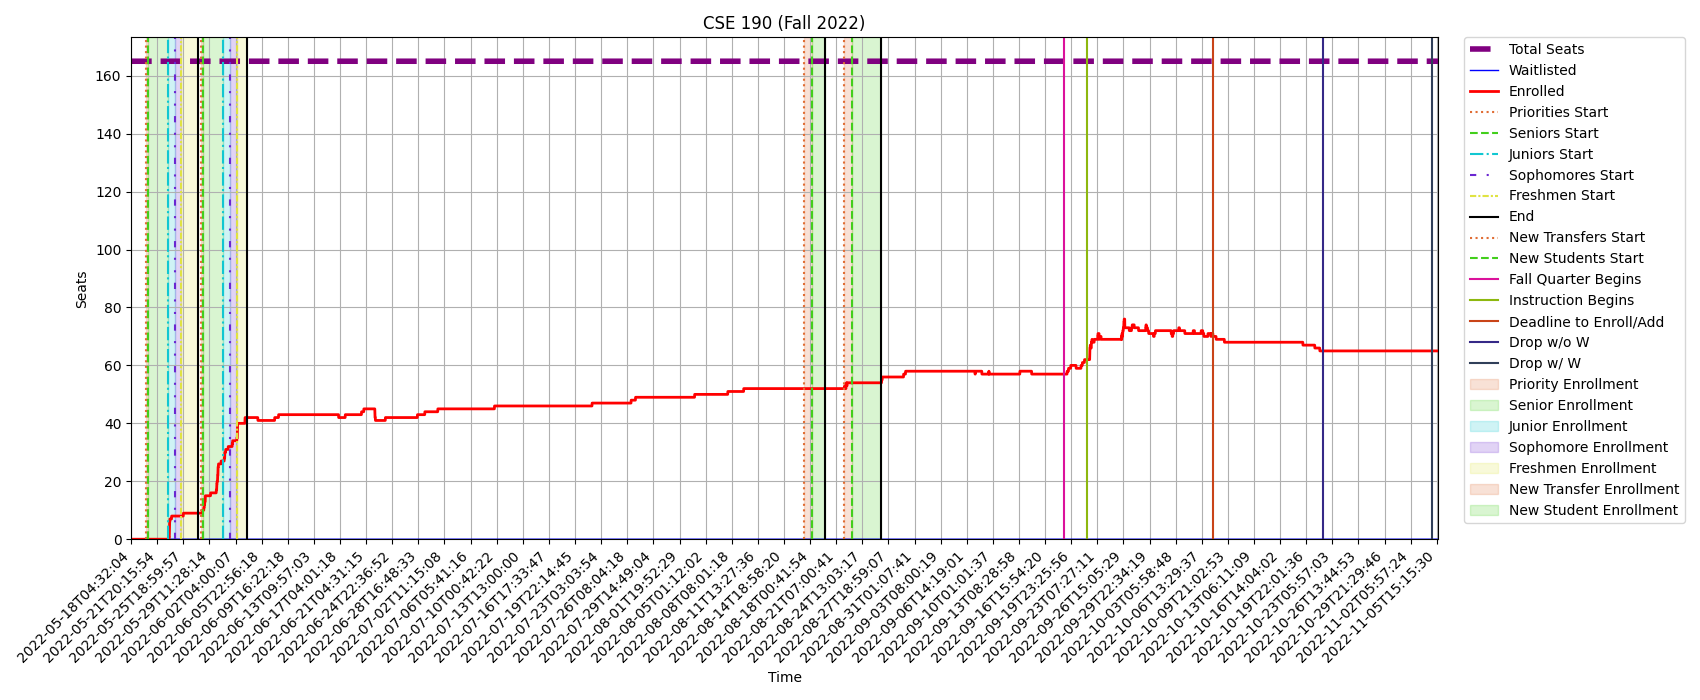 CSE 190 (Fall 2022)
160
140
120
100
80
60
40
20
0
Seats
2022-05-18T04:32:04
2022-05-21T20:15:54
2022-05-25T18:59:57
2022-05-29T11:28:14
2022-06-02T04:00:07
2022-06-05T22:56:18
2022-06-09T16:22:18
2022-06-13T09:57:03
2022-06-17T04:01:18
2022-06-21T04:31:15
2022-06-24T22:36:52
2022-06-28T16:48:33
2022-07-02T11:15:08
2022-07-06T05:41:16
2022-07-10T00:42:22
2022-07-13T13:00:00
2022-07-16T17:33:47
2022-07-19T22:14:45
2022-07-23T03:03:54
2022-07-26T08:04:18
2022-07-29T14:49:04
2022-08-01T19:52:29
2022-08-05T01:12:02
2022-08-08T08:01:18
2022-08-11T13:27:36
2022-08-14T18:58:20
2022-08-18T00:41:54
2022-08-21T07:00:41
2022-08-24T13:03:17
2022-08-27T18:59:07
2022-08-31T01:07:41
2022-09-03T08:00:19
2022-09-06T14:19:01
2022-09-10T01:01:37
2022-09-13T08:28:58
2022-09-16T15:54:20
2022-09-19T23:25:56
2022-09-23T07:27:11
2022-09-26T15:05:29
2022-09-29T22:34:19
2022-10-03T05:58:48
2022-10-06T13:29:37
2022-10-09T21:02:53
2022-10-13T06:11:09
2022-10-16T14:04:02
2022-10-19T22:01:36
2022-10-23T05:57:03
2022-10-26T13:44:53
2022-10-29T21:29:46
2022-11-02T05:57:24
2022-11-05T15:15:30
Time
Total Seats
Waitlisted
Enrolled
Priorities Start
Seniors Start
Juniors Start
Sophomores Start
Freshmen Start
End
New Transfers Start
New Students Start
Fall Quarter Begins
Instruction Begins
Deadline to Enroll/Add
Drop w/o W
Drop w/ W
Priority Enrollment
Senior Enrollment
Junior Enrollment
Sophomore Enrollment
Freshmen Enrollment
New Transfer Enrollment
New Student Enrollment